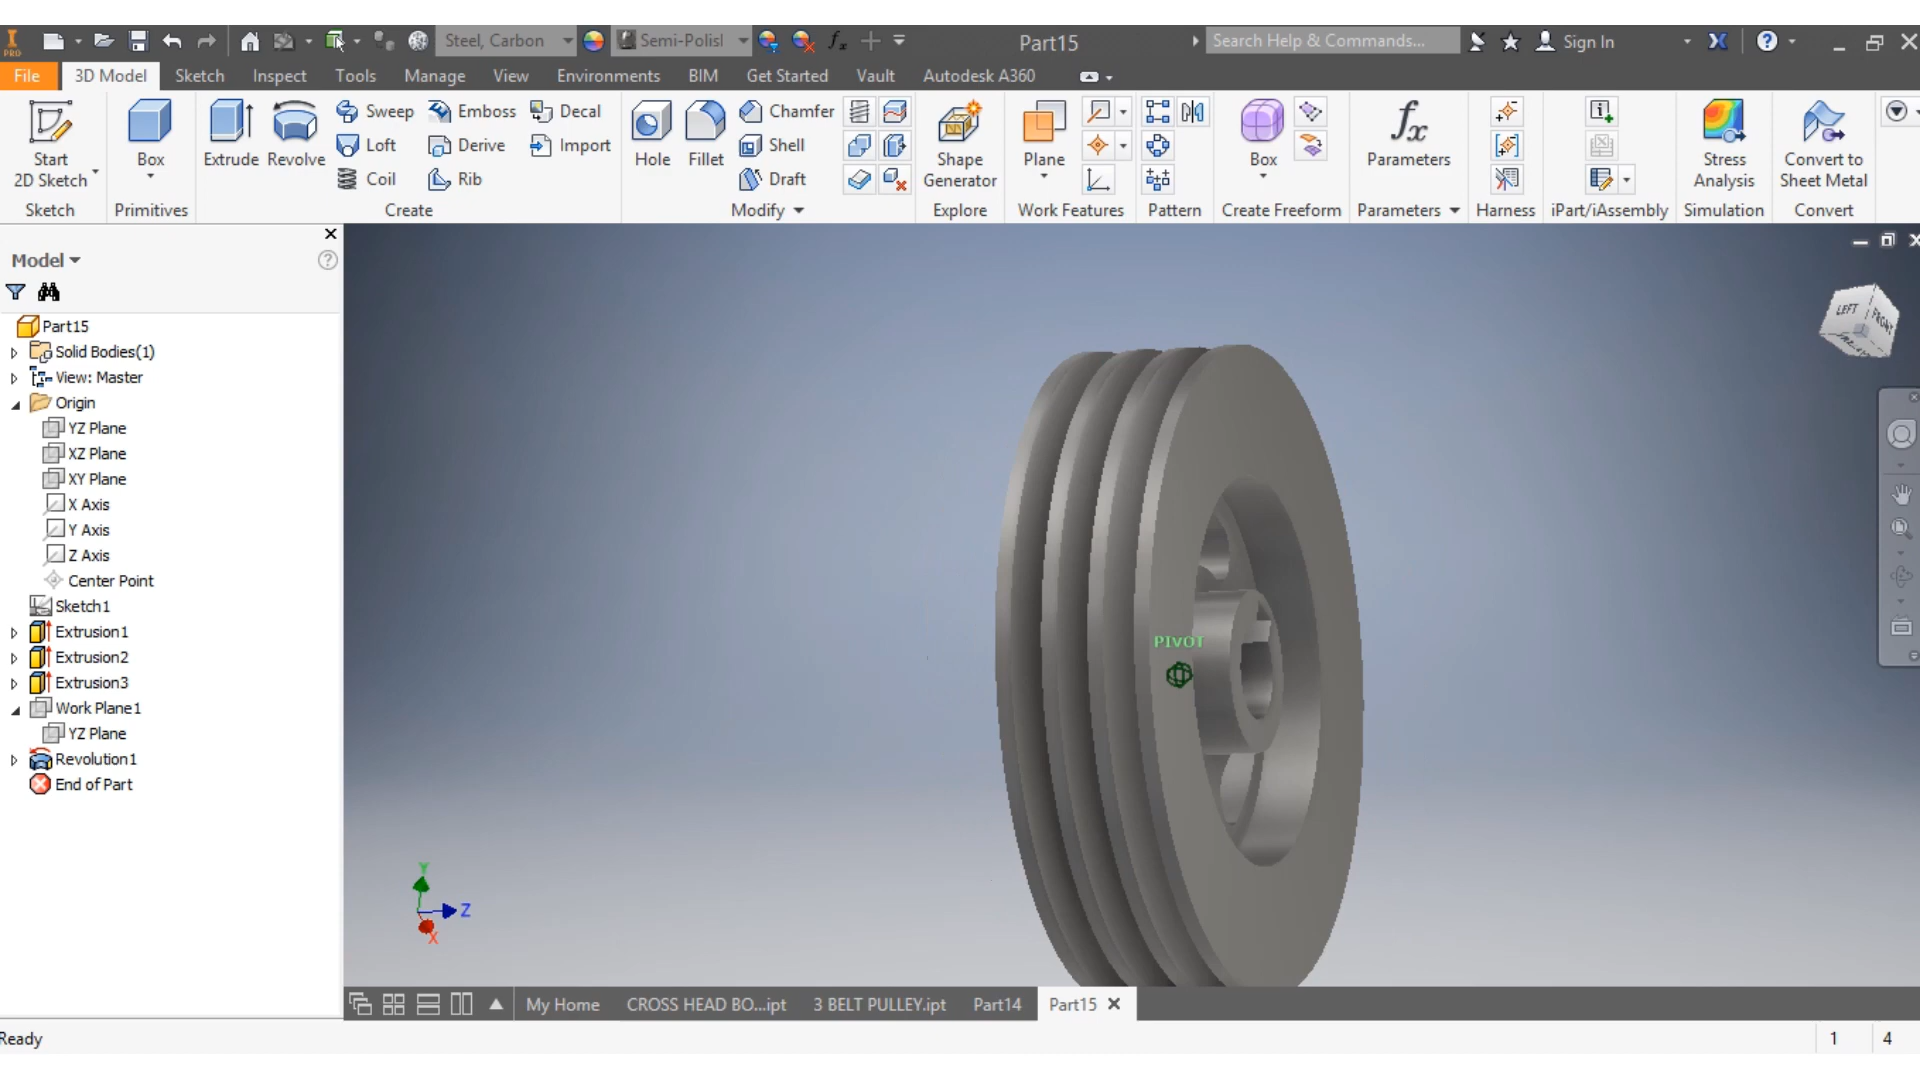 PRO
Steel, Carbon
Semi-Polisl
Part15
Search Help & Commands...
Sign In
File
3D Model
Sketch
Inspect
Tools
Manage
View
Environments
BIM
Get Started
Vault
Autodesk A360
Start
2D Sketch
Box
Extrude
Revolve
Sweep
Loft
Coil
Emboss
Derive
Rib
Decal
Import
Hole
Fillet
Chamfer
Shell
Draft
Shape
Generator
Plane
Box
fx
Parameters
Stress
Analysis
Convert to
Sheet Metal
Sketch
Primitives
Create
Modify
Explore
Work Features
Pattern
Create Freeform
Parameters
Harness
iPart/iAssembly
Simulation
Convert
Model
Part15
Solid Bodies(1)
View: Master
Origin
YZ Plane
XZ Plane
XY Plane
X Axis
Y Axis
Z Axis
Center Point
Sketch1
Extrusion1
Extrusion2
Extrusion3
Work Plane1
YZ Plane
Revolution1
End of Part
LEFT
FRONT
PIVOT
Y
Z
X
My Home
CROSS HEAD BO...ipt
3 BELT PULLEY.ipt
Part14
Part15
Ready
1
4